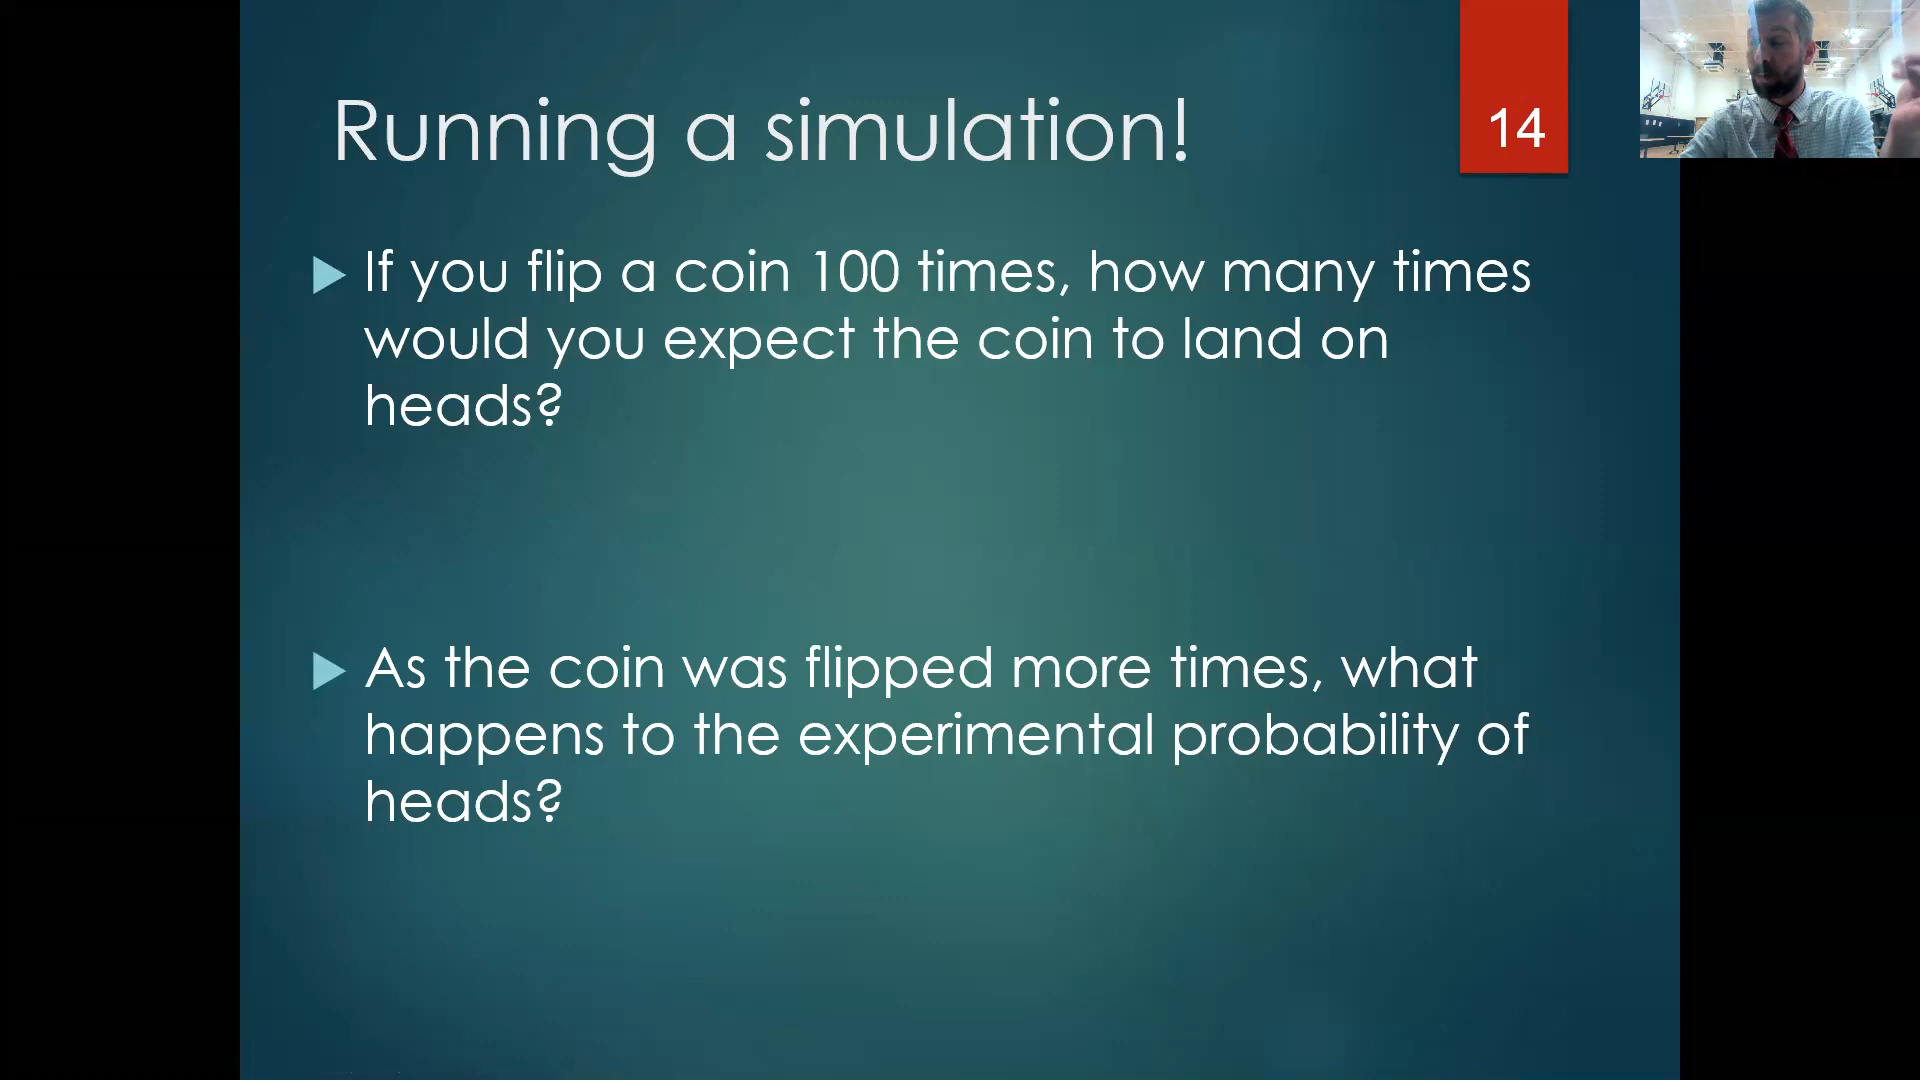 Running a simulation!
14
If you flip a coin 100 times, how many times
would you expect the coin to land on
heads?
As the coin was flipped more times, what
happens to the experimental probability of
heads?